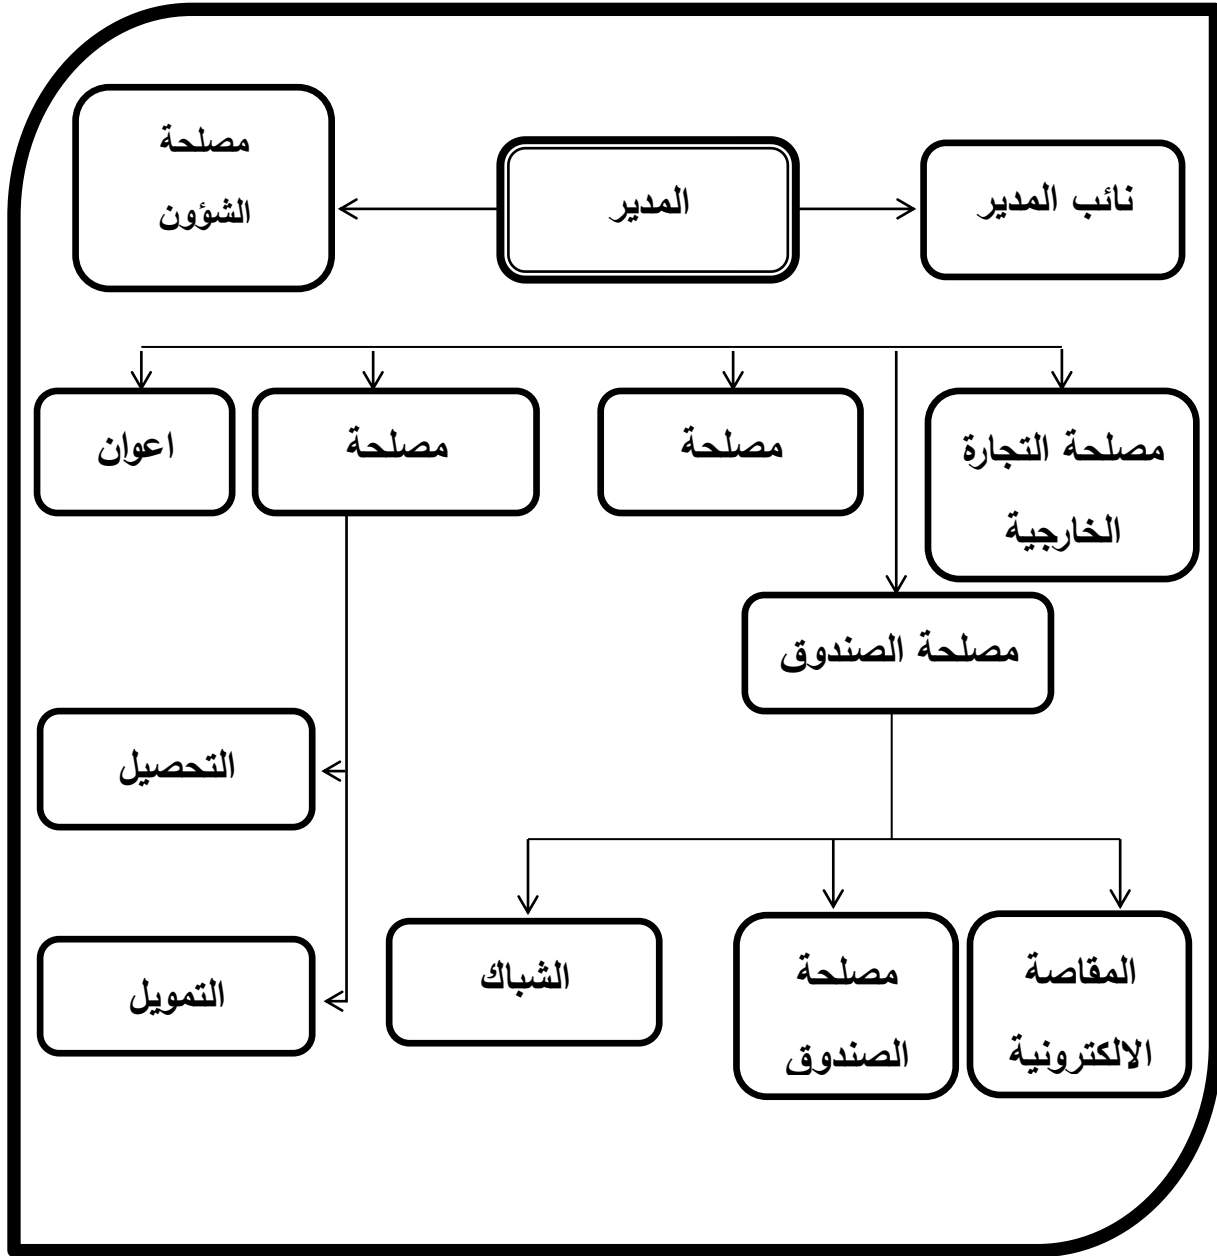 نائب المدير
المدير
مصلحة
الشؤون
مصلحة التجارة
الخارجية
مصلحة
مصلحة
اعوان
مصلحة الصندوق
التحصيل
المقاصة
الالكترونية
مصلحة
الصندوق
الشباك
التمويل